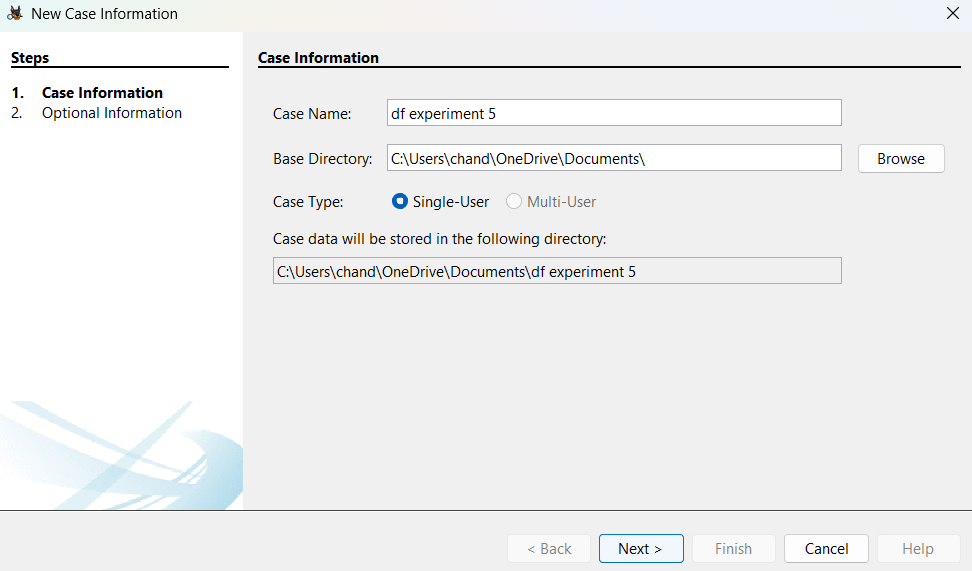 New Case Information
Steps
1. Case Information
2. Optional Information
Case Information
Case Name: df experiment 5
Base Directory: C:\Users\chand\OneDrive\Documents\ Browse
Case Type: Single-User Multi-User
Case data will be stored in the following directory:
C:\Users\chand\OneDrive\Documents\df experiment 5
< Back Next > Finish Cancel Help